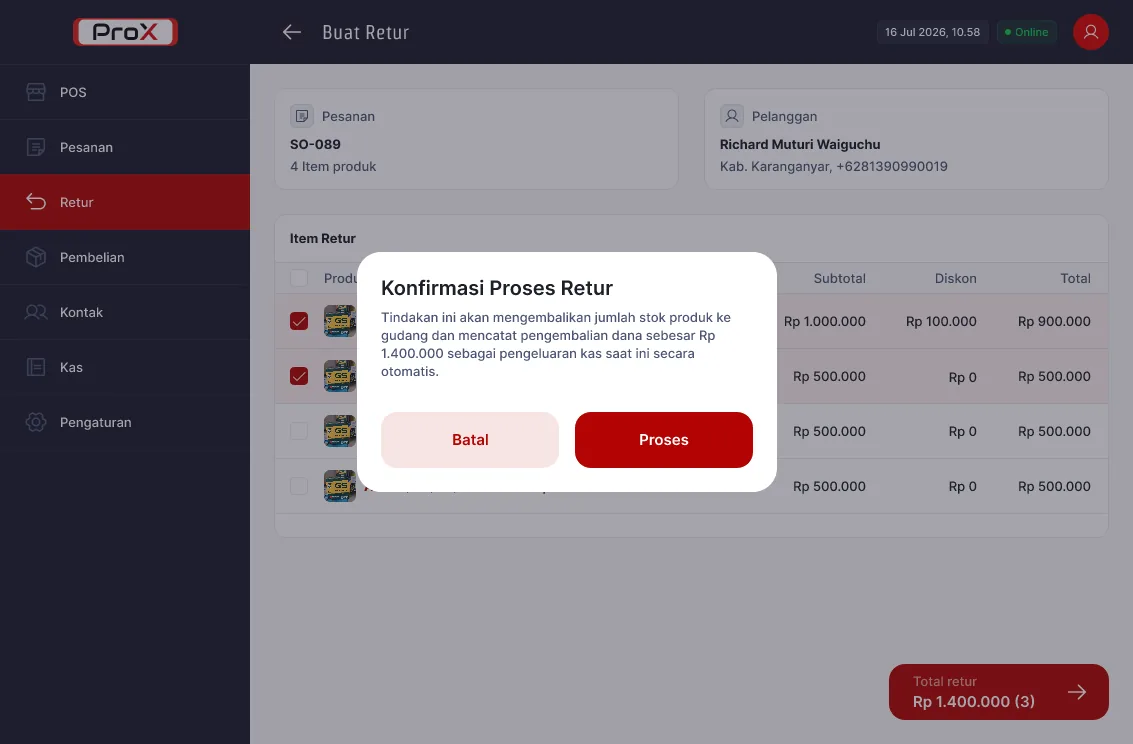 ProX
Buat Retur
16 Jul 2026, 10.58
Online
POS
Pesanan
Retur
Pembelian
Kontak
Kas
Pengaturan
Pesanan
SO-089
4 Item produk
Pelanggan
Richard Muturi Waiguchu
Kab. Karanganyar, +6281390990019
Item Retur
Subtotal Diskon Total
Rp 1.000.000 Rp 100.000 Rp 900.000
Rp 500.000 Rp 0 Rp 500.000
Rp 500.000 Rp 0 Rp 500.000
Rp 500.000 Rp 0 Rp 500.000
Konfirmasi Proses Retur
Tindakan ini akan mengembalikan jumlah stok produk ke
gudang dan mencatat pengembalian dana sebesar Rp
1.400.000 sebagai pengeluaran kas saat ini secara
otomatis.
Batal
Proses
Total retur
Rp 1.400.000 (3)